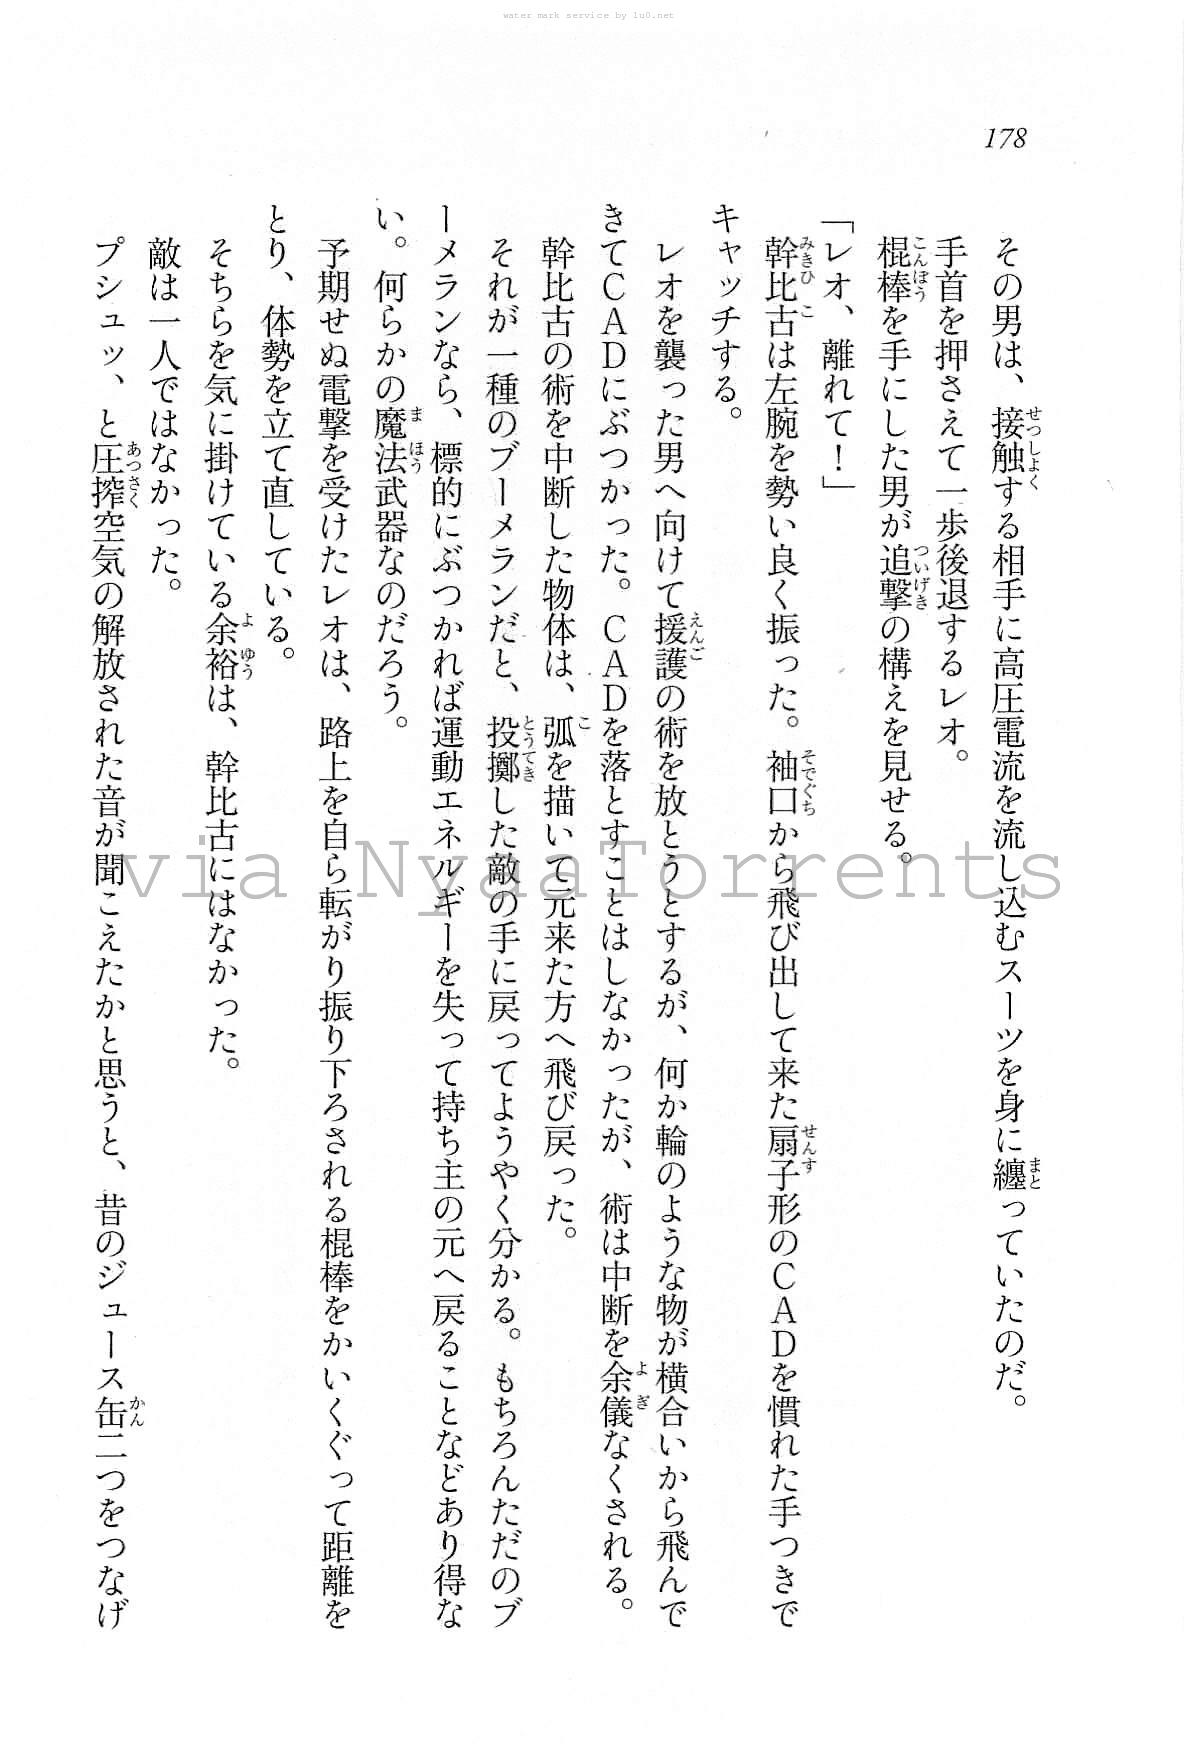 water mark service by lu0.net
178
その男は、接触する相手に高圧電流を流し込むスーツを身に纏っていたのだ。
手首を押さえて一歩後退するレオ。
棍棒を手にした男が追撃の構えを見せる。
「レオ、離れて！」
幹比古は左腕を勢い良く振った。袖口から飛び出して来た扇子形のＣＡＤを慣れた手つきで
キャッチする。
レオを襲った男へ向けて援護の術を放とうとするが、何か輪のような物が横合いから飛んで
きてＣＡＤにぶつかった。ＣＡＤを落とすことはしなかったが、術は中断を余儀なくされる。
幹比古の術を中断した物体は、弧を描いて元来た方へ飛び戻った。
それが一種のブーメランだと、投擲した敵の手に戻ってようやく分かる。もちろんただのブ
ーメランなら、標的にぶつかれば運動エネルギーを失って持ち主の元へ戻ることなどあり得な
い。何らかの魔法武器なのだろう。
予期せぬ電撃を受けたレオは、路上を自ら転がり振り下ろされる棍棒をかいくぐって距離を
とり、体勢を立て直している。
そちらを気に掛けている余裕は、幹比古にはなかった。
敵は一人ではなかった。
プシュッ、と圧搾空気の解放された音が聞こえたかと思うと、昔のジュース缶二つをつなげ
via NyaaTorrents